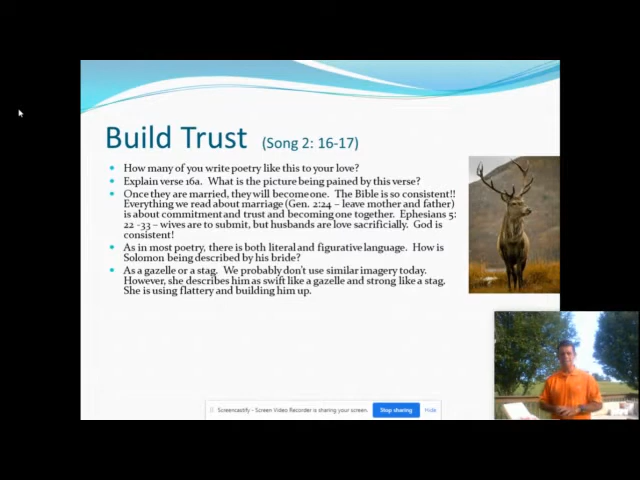 Build Trust (Song 2: 16-17)
How many of you write poetry like this to your love?
Explain verse 16a. What is the picture being pained by this verse?
Once they are married, they will become one. The Bible is so consistent!!
Everything we read about marriage (Gen. 2:24 – leave mother and father)
is about commitment and trust and becoming one together. Ephesians 5:
22 -33 – wives are to submit, but husbands are love sacrificially. God is
consistent!
As in most poetry, there is both literal and figurative language. How is
Solomon being described by his bride?
As a gazelle or a stag. We probably don't use similar imagery today.
However, she describes him as swift like a gazelle and strong like a stag.
She is using flattery and building him up.
Screencastify - Screen Video Recorder is sharing your screen. Stop sharing Hide